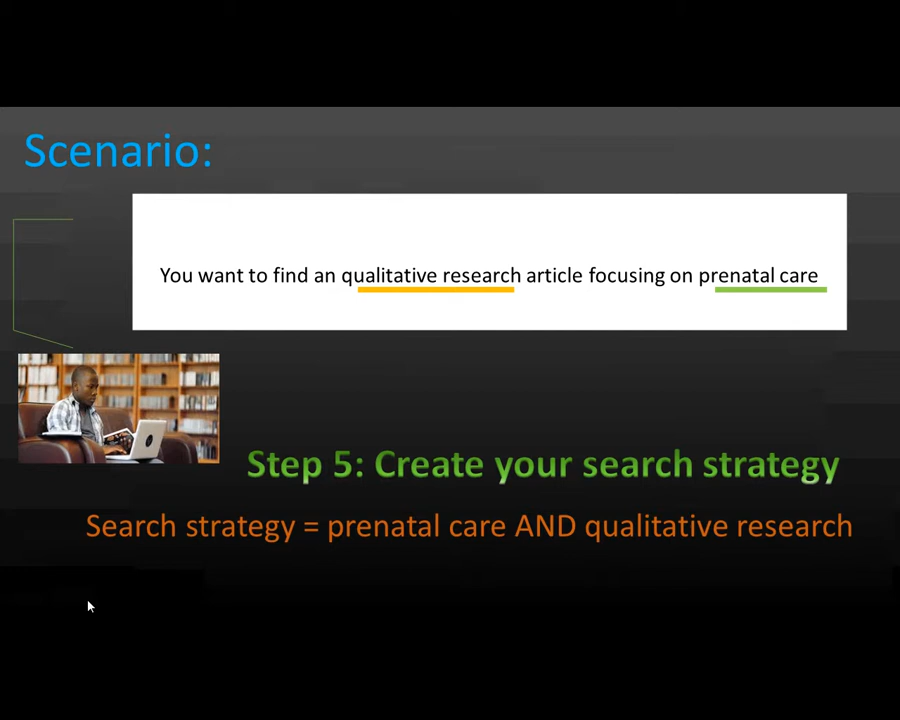 Scenario:
You want to find an qualitative research article focusing on prenatal care
Step 5: Create your search strategy
Search strategy = prenatal care AND qualitative research